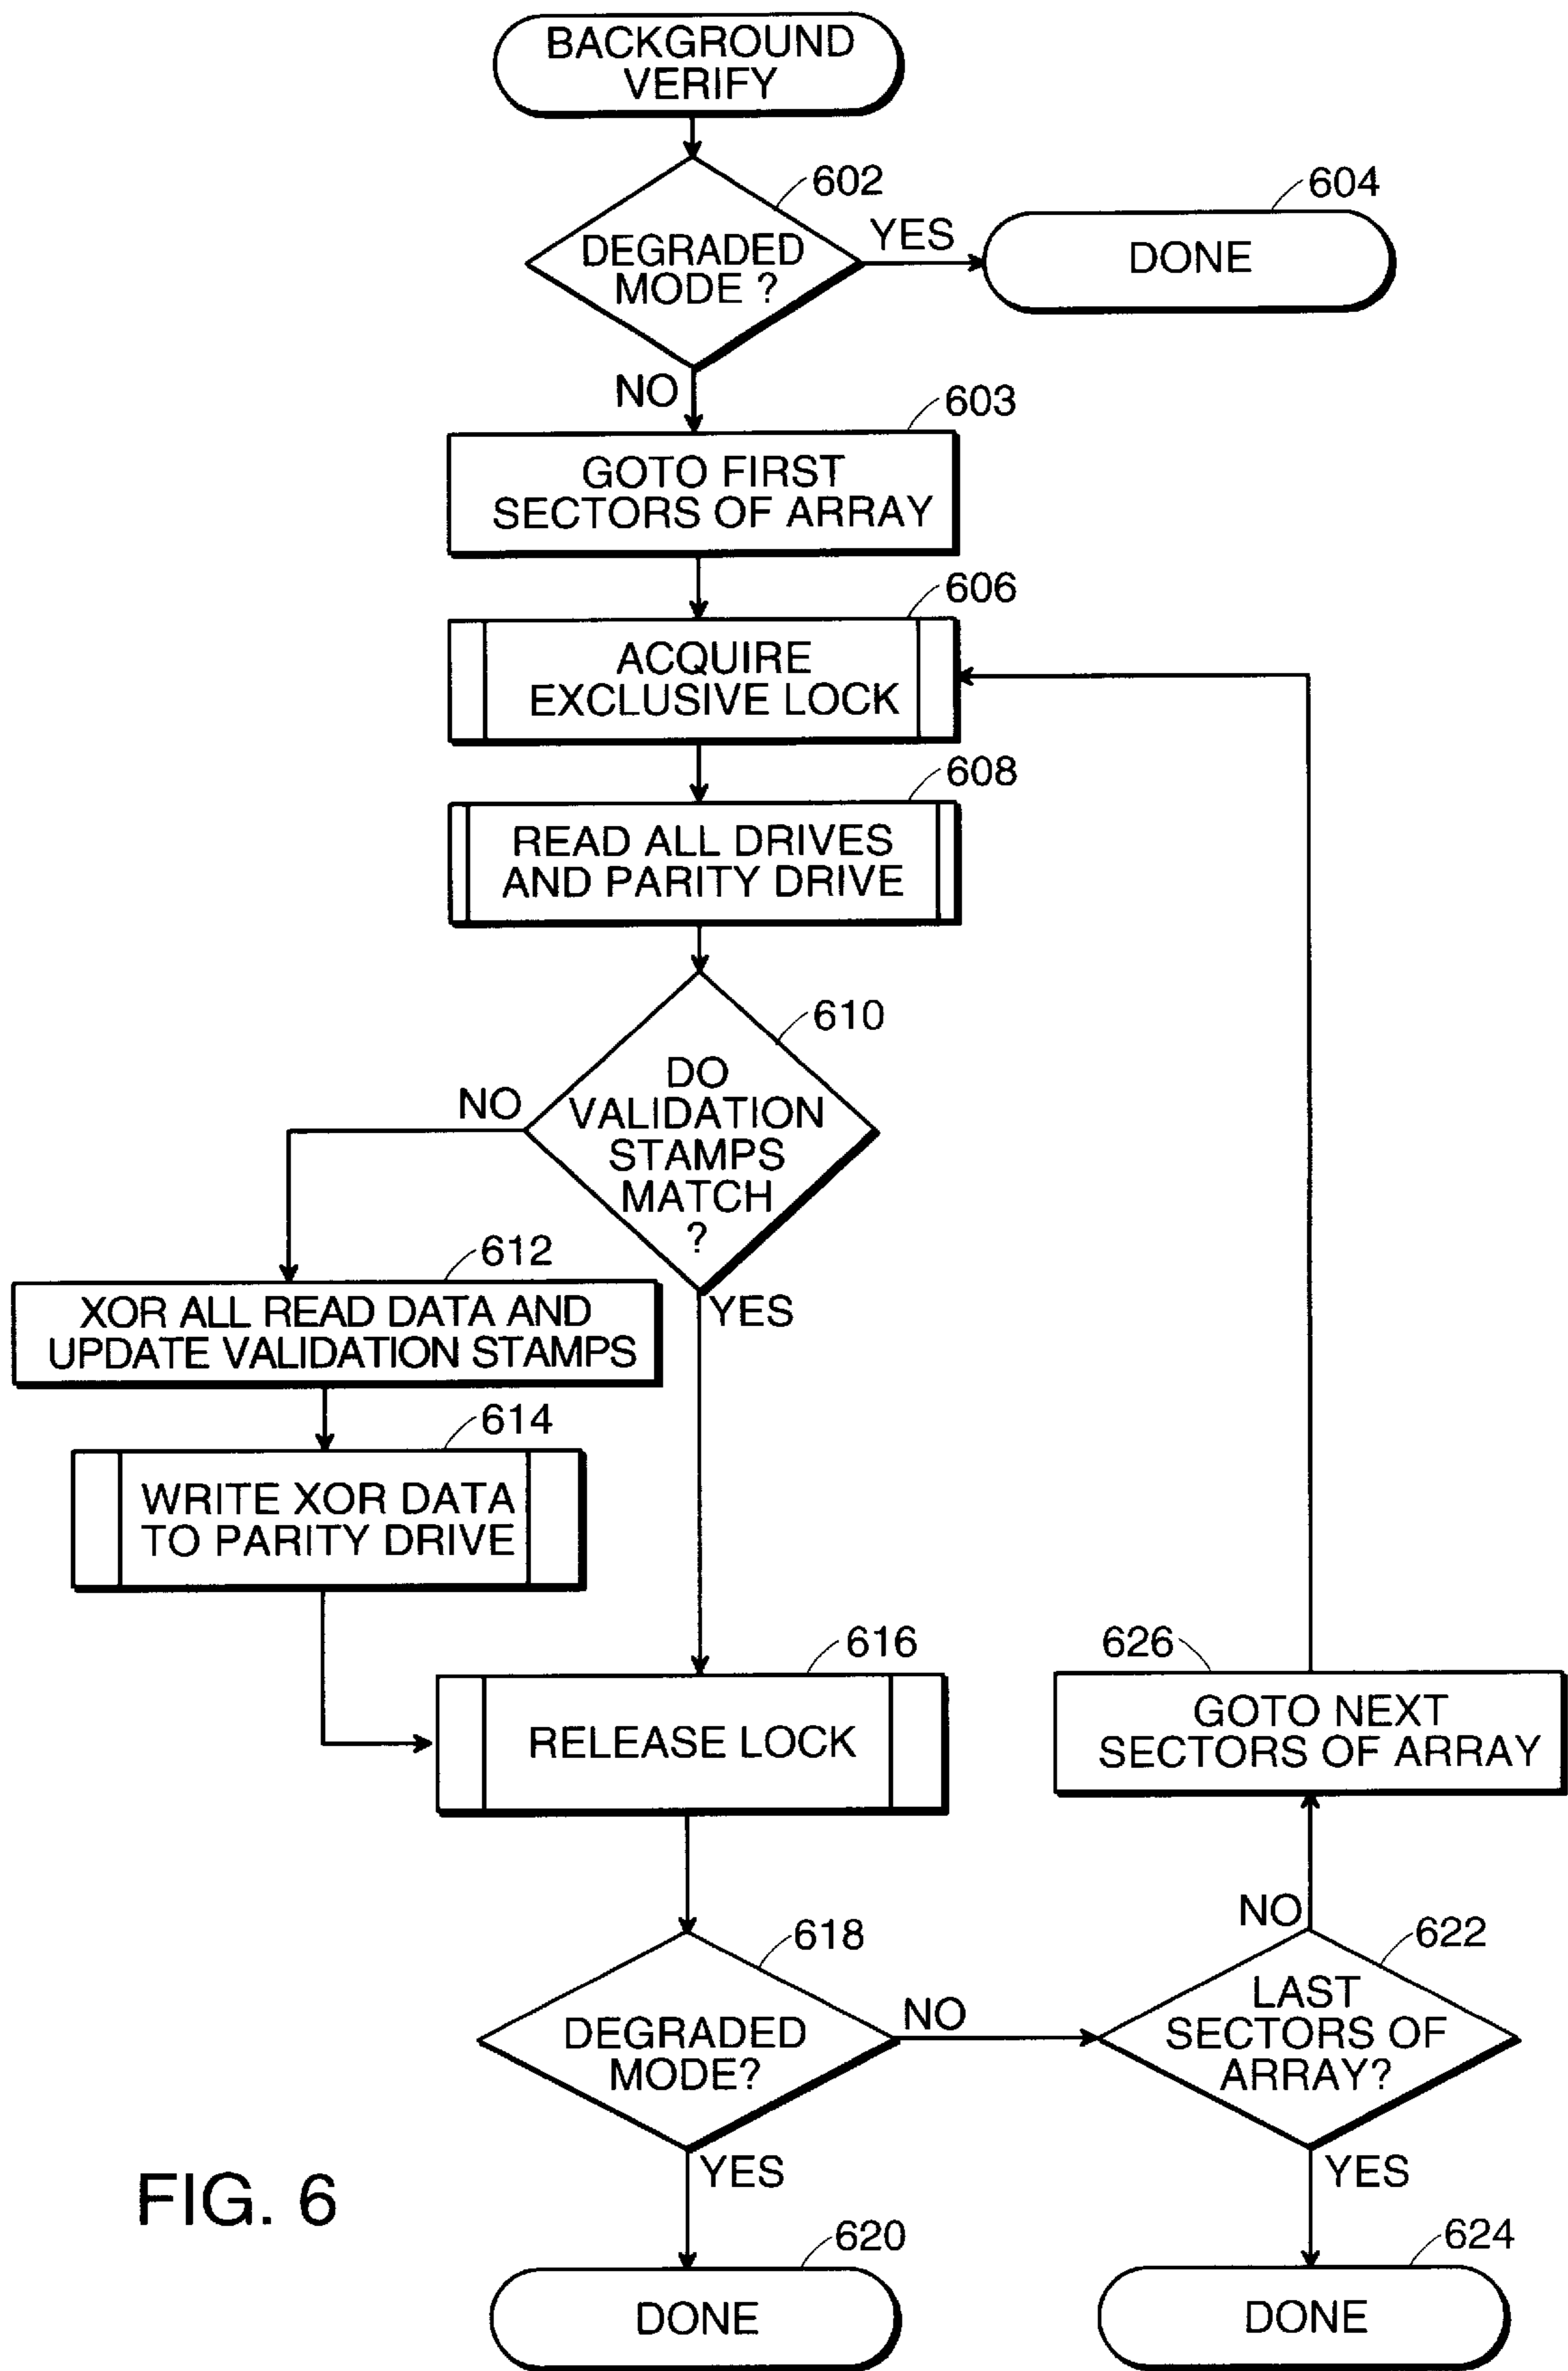 BACKGROUND
VERIFY
602
604
DEGRADED
MODE ?
YES
DONE
NO
603
GOTO FIRST
SECTORS OF ARRAY
606
ACQUIRE
EXCLUSIVE LOCK
608
READ ALL DRIVES
AND PARITY DRIVE
610
DO
VALIDATION
STAMPS
MATCH
?
NO
YES
612
XOR ALL READ DATA AND
UPDATE VALIDATION STAMPS
614
WRITE XOR DATA
TO PARITY DRIVE
616
RELEASE LOCK
626
GOTO NEXT
SECTORS OF ARRAY
618
DEGRADED
MODE?
NO
NO
622
LAST
SECTORS OF
ARRAY?
YES
YES
620
DONE
624
DONE
FIG. 6